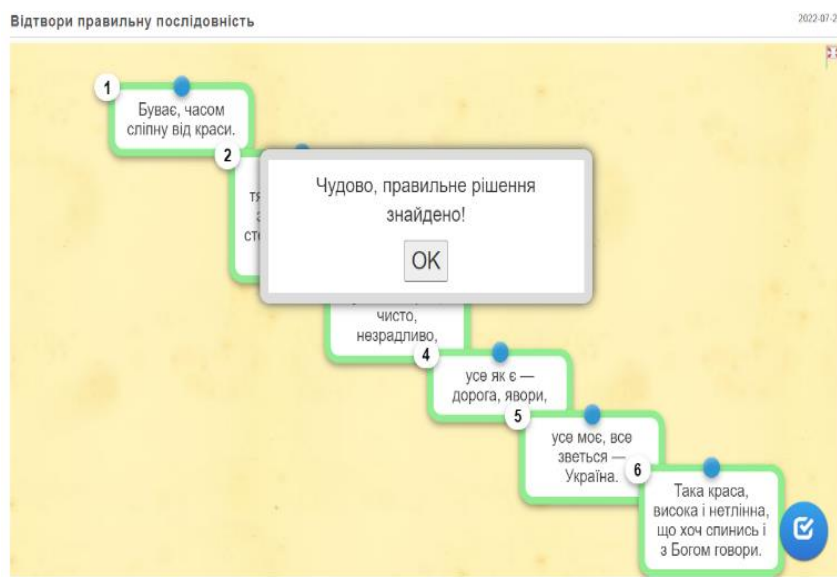 Відтвори правильну послідовність
2022-07-2
1
Буває, часом
сліпну від краси.
2
Чудово, правильне рішення
знайдено!
OK
чисто,
незрадливо,
4
усе як є —
дорога, явори,
5
усе моє, все
зветься —
Україна.
6
Така краса,
висока і нетлінна,
що хоч спинись і
з Богом говори.